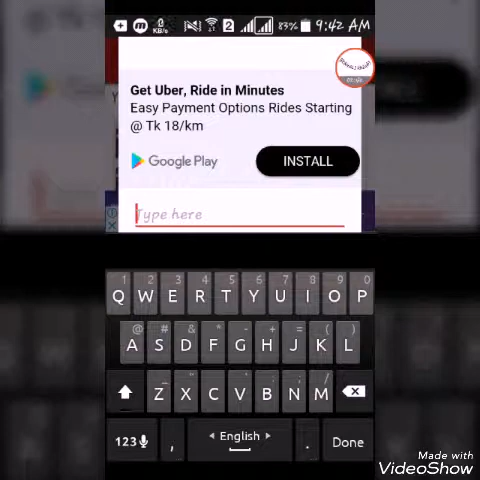 0
KB/s
2
83%
9:42 AM
Get Uber, Ride in Minutes
Easy Payment Options Rides Starting
@ Tk 18/km
Google Play
INSTALL
Type here
1 2 3 4 5 6 7 8 9 0
Q W E R T Y U I O P
@ # & * - + = ( )
A S D F G H J K L
_ " ' : ; /
Z X C V B N M
123 , English . Done
Made with
VideoShow